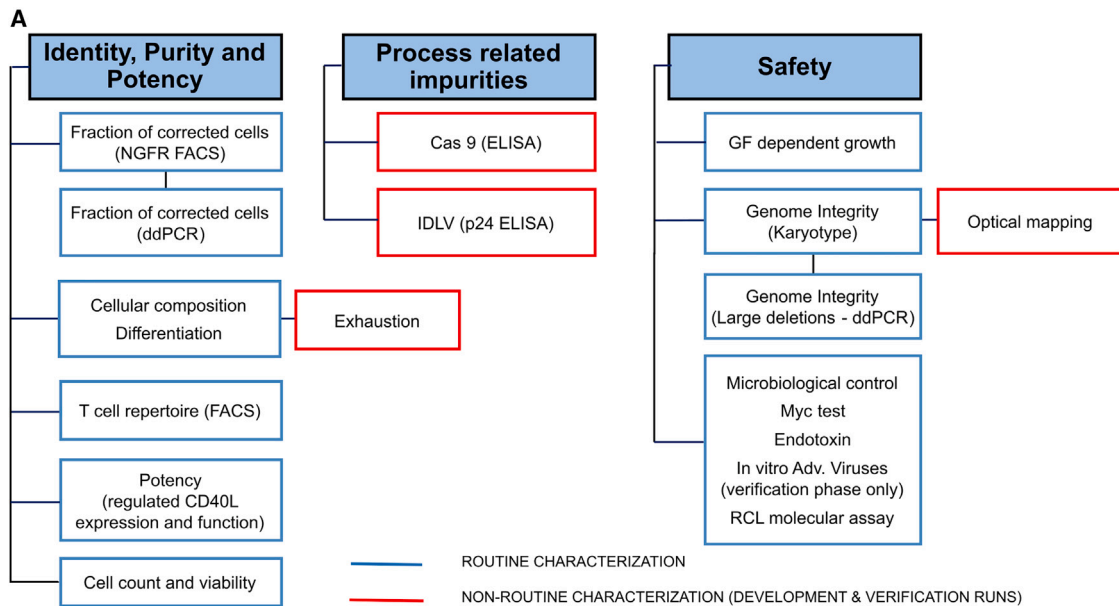 A
Identity, Purity and
Potency
Fraction of corrected cells
(NGFR FACS)
Fraction of corrected cells
(ddPCR)
Cellular composition
Differentiation
Exhaustion
T cell repertoire (FACS)
Potency
(regulated CD40L
expression and function)
Cell count and viability
Process related
impurities
Cas 9 (ELISA)
IDLV (p24 ELISA)
Safety
GF dependent growth
Genome Integrity
(Karyotype)
Optical mapping
Genome Integrity
(Large deletions - ddPCR)
Microbiological control
Myc test
Endotoxin
In vitro Adv. Viruses
(verification phase only)
RCL molecular assay
ROUTINE CHARACTERIZATION
NON-ROUTINE CHARACTERIZATION (DEVELOPMENT & VERIFICATION RUNS)